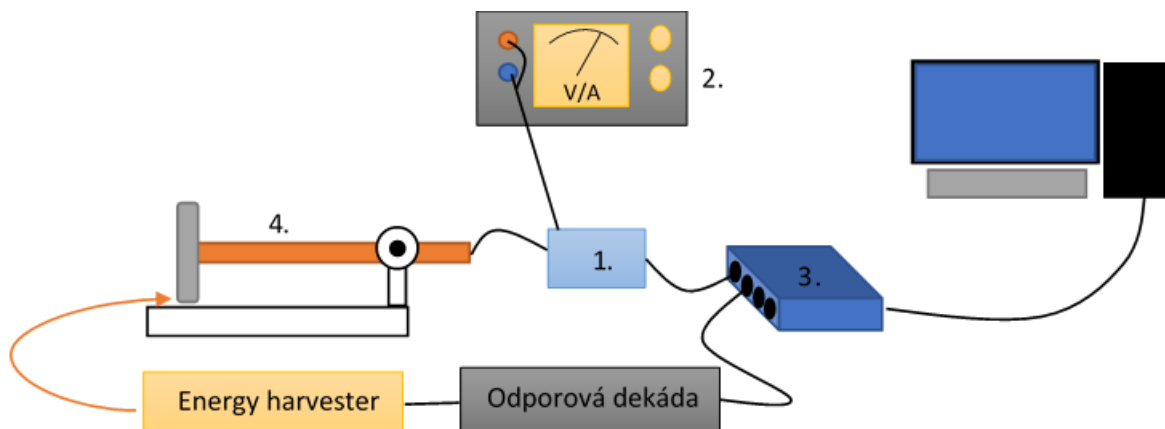 V/A
2.
4.
1.
3.
Energy harvester
Odporová dekáda